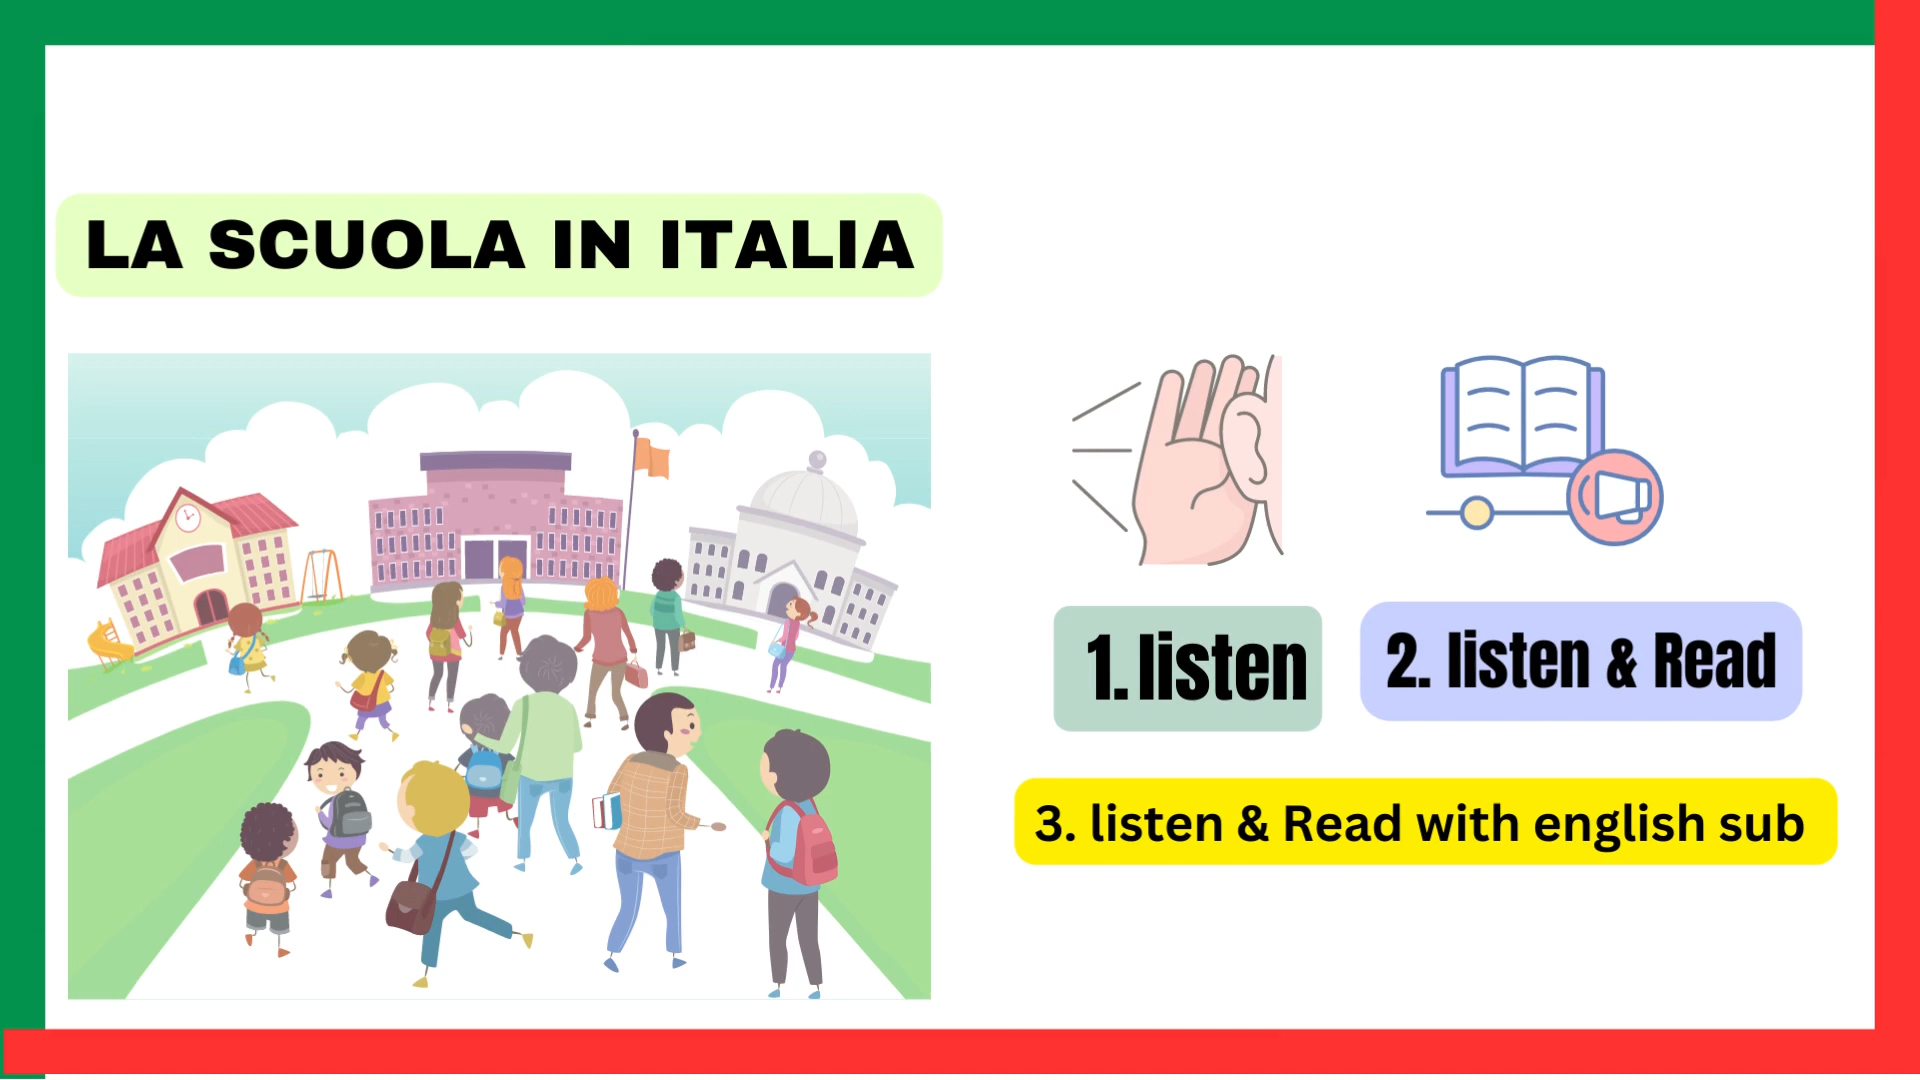 LA SCUOLA IN ITALIA
1. listen
2. listen & Read
3. listen & Read with english sub